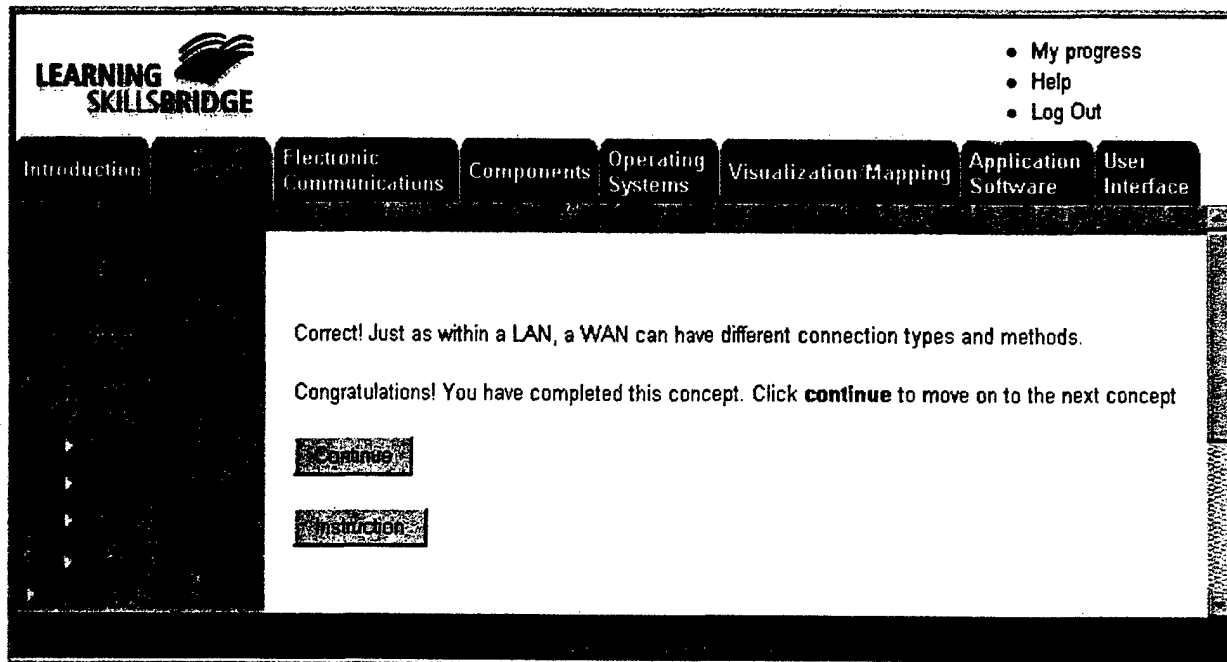 LEARNING
SKILLSBRIDGE
• My progress
• Help
• Log Out
Introduction
Electronic
Communications
Components
Operating
Systems
Visualization/Mapping
Application
Software
User
Interface
Correct! Just as within a LAN, a WAN can have different connection types and methods.
Congratulations! You have completed this concept. Click continue to move on to the next concept
Continue
Instruction